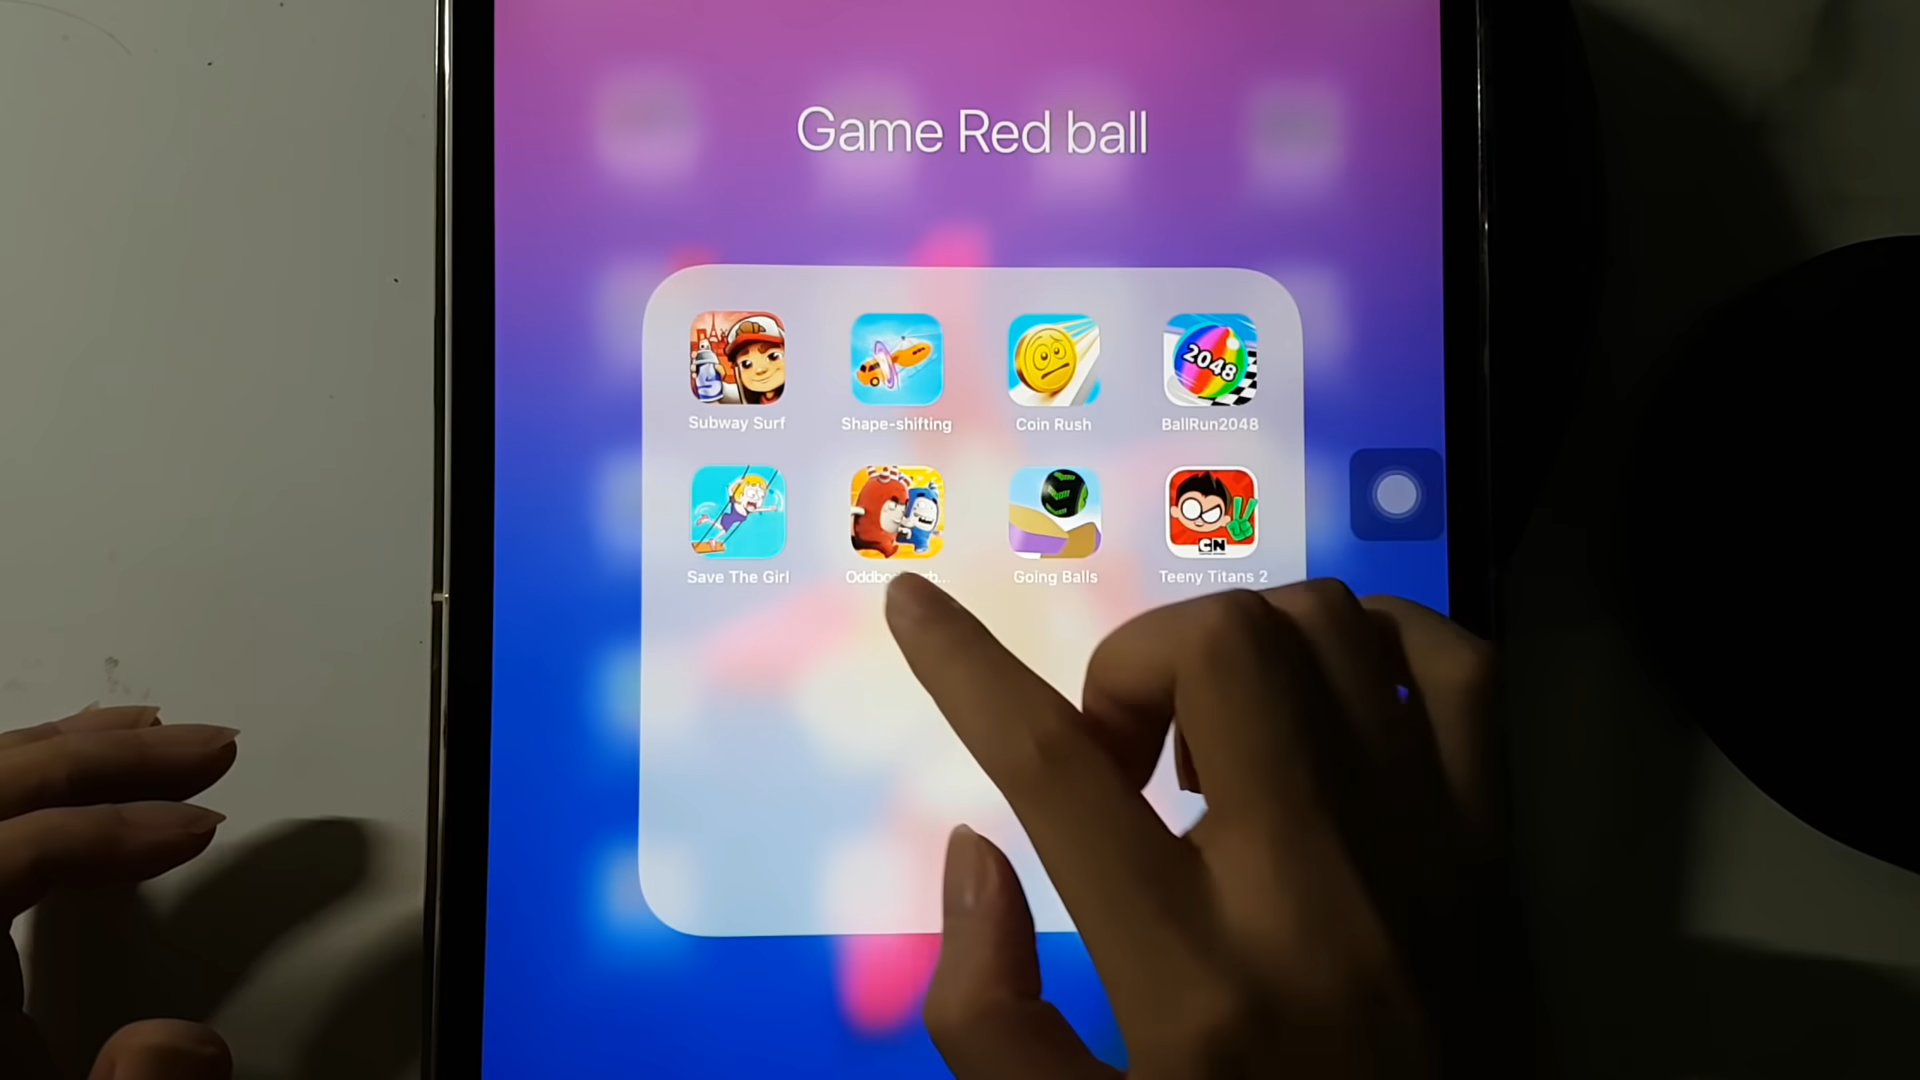 Game Red ball
2048
Subway Surf
Shape-shifting
Coin Rush
BallRun2048
CN
Save The Girl
Going Balls
Teeny Titans 2